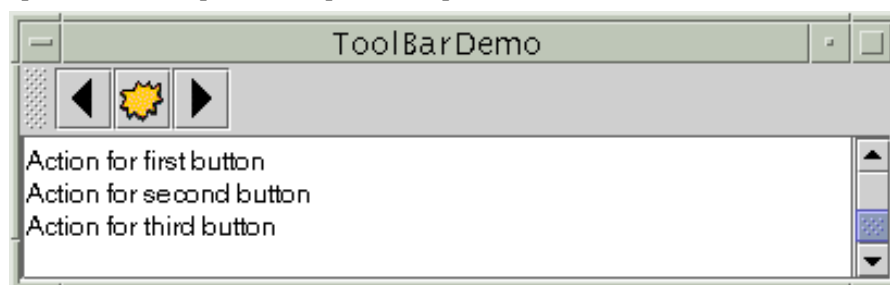 ToolBarDemo
Action for first button
Action for second button
Action for third button